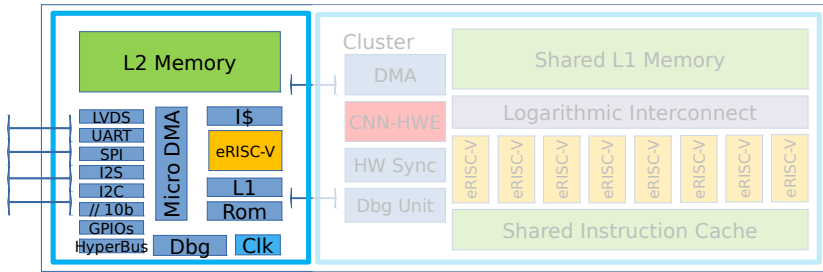 L2 Memory
LVDS
UART
SPI
I2S
I2C
// 10b
GPIOs
HyperBus
Micro DMA
I$
eRISC-V
L1
Rom
Dbg
Clk
Cluster
DMA
CNN-HWE
HW Sync
Dbg Unit
Shared L1 Memory
Logarithmic Interconnect
eRISC-V
eRISC-V
eRISC-V
eRISC-V
eRISC-V
eRISC-V
eRISC-V
eRISC-V
Shared Instruction Cache